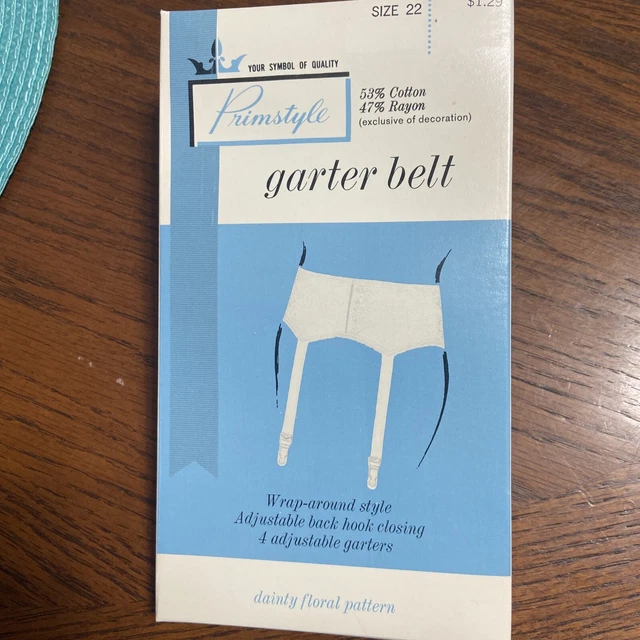 SIZE 22
$1.29
YOUR SYMBOL OF QUALITY
Primstyle
53% Cotton
47% Rayon
(exclusive of decoration)
garter belt
Wrap-around style
Adjustable back hook closing
4 adjustable garters
dainty floral pattern